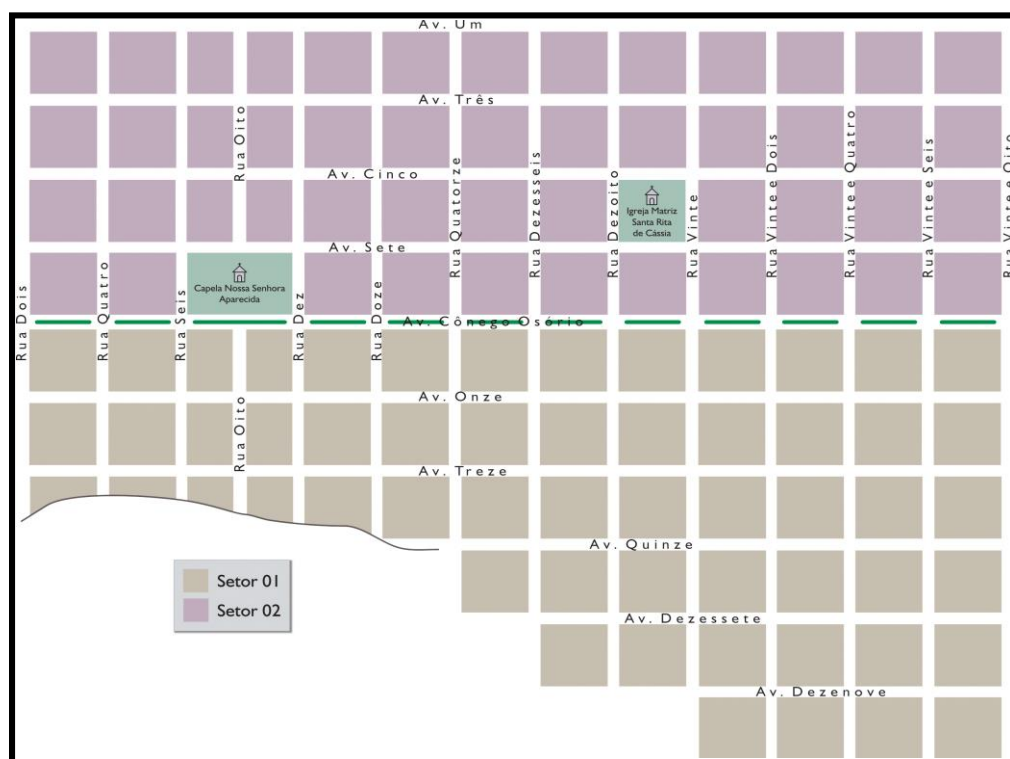 Av. Um
Av. Três
Rua Oito
Av. Cinco
Rua Quatorze
Rua Dezesseis
Rua Dezoito
Igreja Matriz
Santa Rita
de Cássia
Rua Vinte
Rua Vinte e Dois
Rua Vinte e Quatro
Rua Vinte e Seis
Rua Vinte e Oito
Av. Sete
Capela Nossa Senhora
Aparecida
Rua Dois
Rua Quatro
Rua Seis
Rua Dez
Rua Doze
Av. Cônego Osório
Av. Onze
Rua Oito
Av. Treze
Av. Quinze
Setor 01
Setor 02
Av. Dezessete
Av. Dezenove